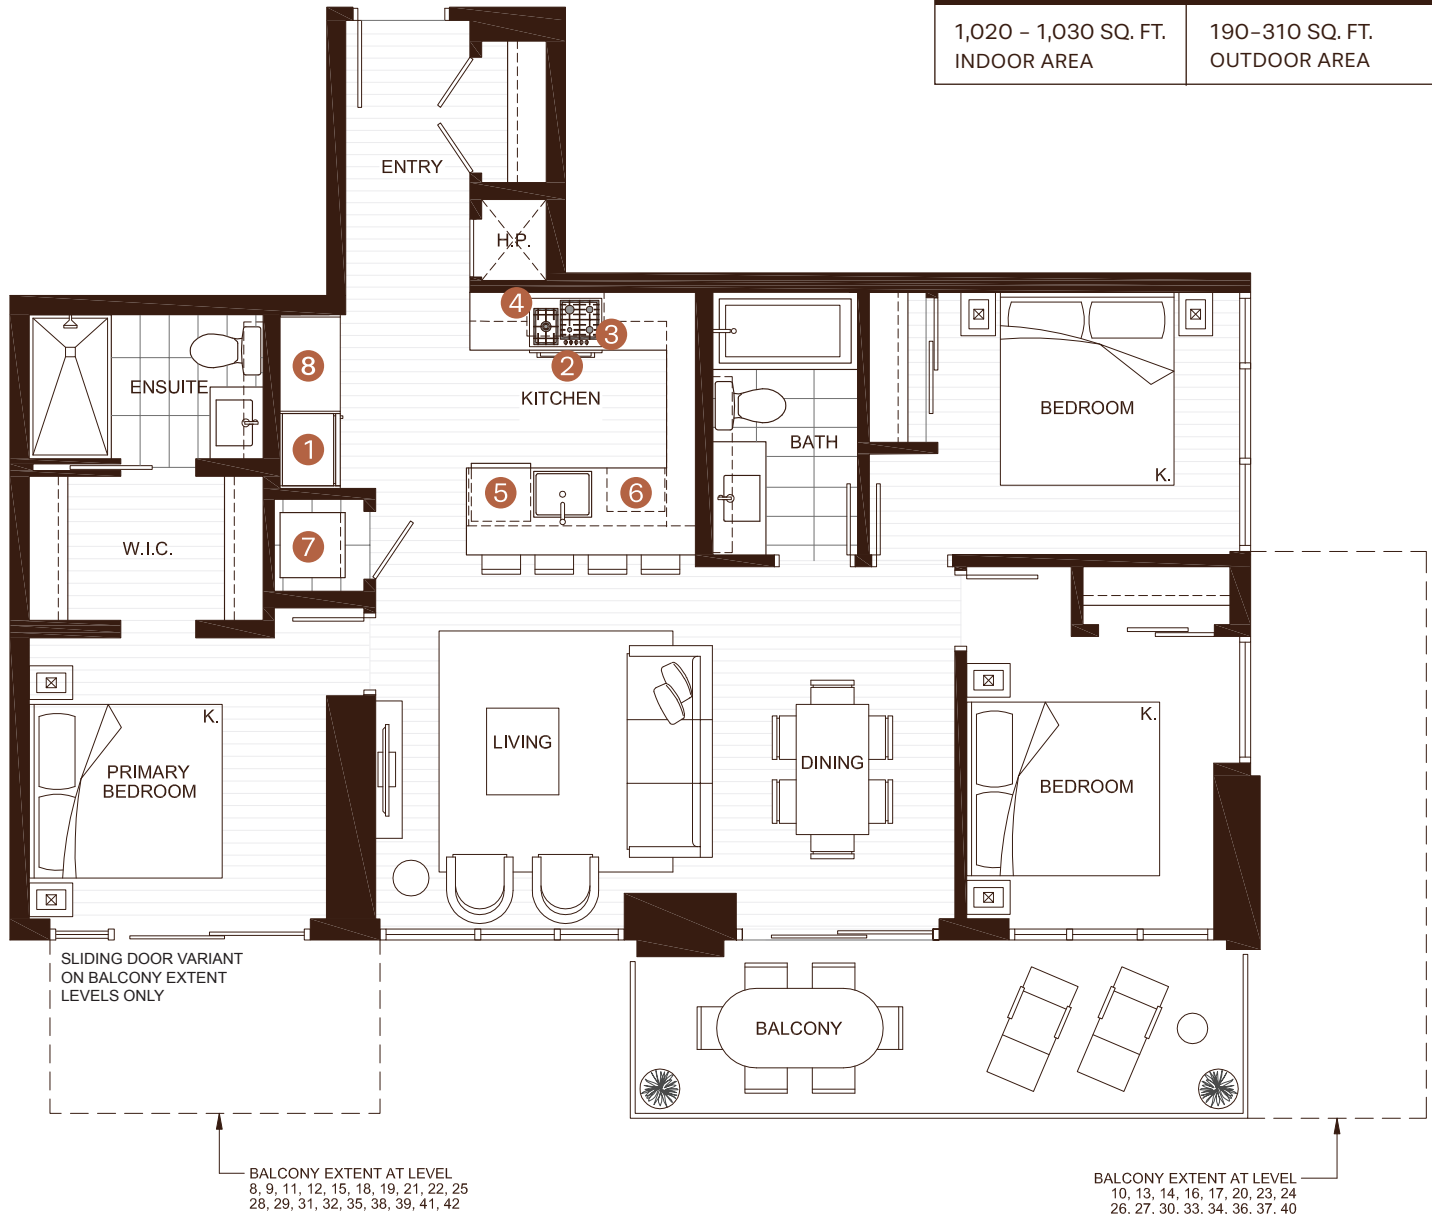 1,020 – 1,030 SQ. FT.
INDOOR AREA
190–310 SQ. FT.
OUTDOOR AREA
ENTRY
H.P.
4
3
2
8
ENSUITE
KITCHEN
1
BATH
BEDROOM
K.
5
6
7
W.I.C.
K.
PRIMARY
BEDROOM
LIVING
DINING
K.
BEDROOM
SLIDING DOOR VARIANT
ON BALCONY EXTENT
LEVELS ONLY
BALCONY
BALCONY EXTENT AT LEVEL
8, 9, 11, 12, 15, 18, 19, 21, 22, 25
28, 29, 31, 32, 35, 38, 39, 41, 42
BALCONY EXTENT AT LEVEL
10, 13, 14, 16, 17, 20, 23, 24
26, 27, 30, 33, 34, 36, 37, 40